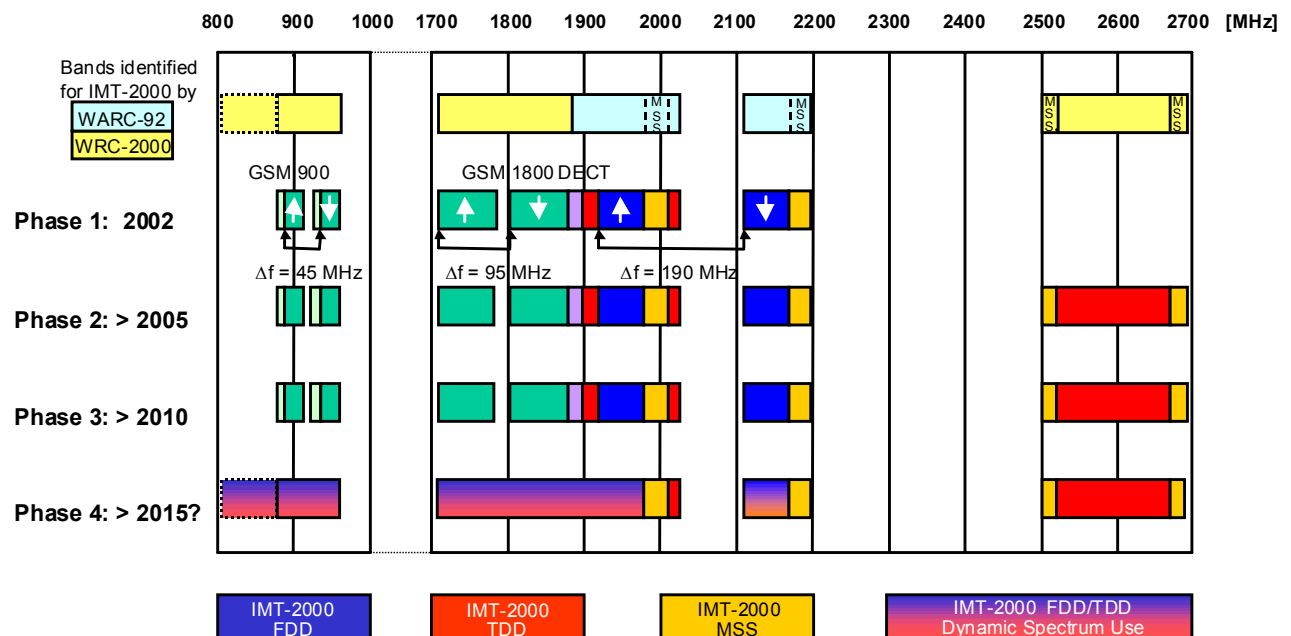 800 900 1000 1700 1800 1900 2000 2100 2200 2300 2400 2500 2600 2700 [MHz]
Bands identified
for IMT-2000 by
WARC-92
WRC-2000
MSS
MSS
MSS
MSS
GSM 900
GSM 1800 DECT
Phase 1: 2002
Δf = 45 MHz
Δf = 95 MHz
Δf = 190 MHz
Phase 2: > 2005
Phase 3: > 2010
Phase 4: > 2015?
IMT-2000
FDD
IMT-2000
TDD
IMT-2000
MSS
IMT-2000 FDD/TDD
Dynamic Spectrum Use